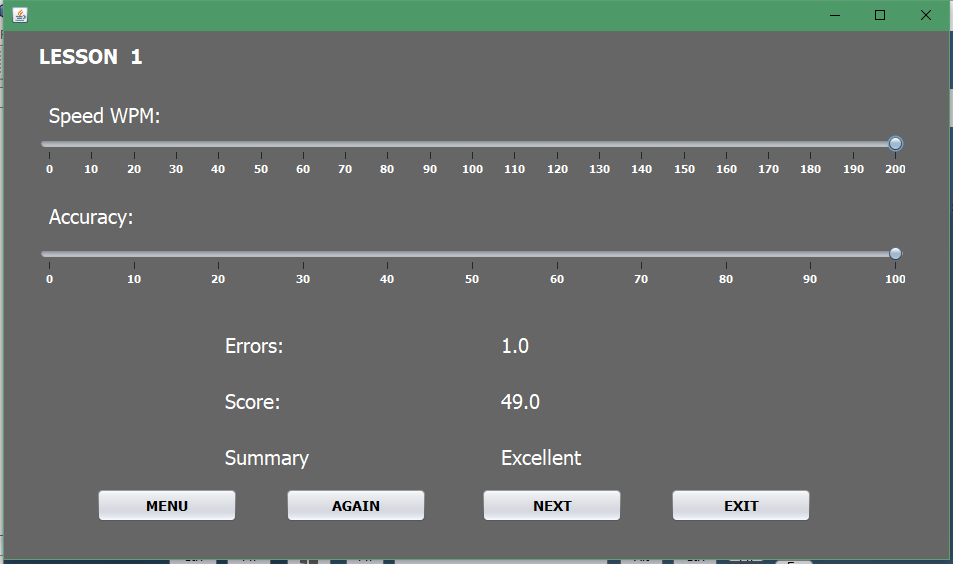 LESSON 1
Speed WPM:
0 10 20 30 40 50 60 70 80 90 100 110 120 130 140 150 160 170 180 190 200
Accuracy:
0 10 20 30 40 50 60 70 80 90 100
Errors: 1.0
Score: 49.0
Summary Excellent
MENU AGAIN NEXT EXIT